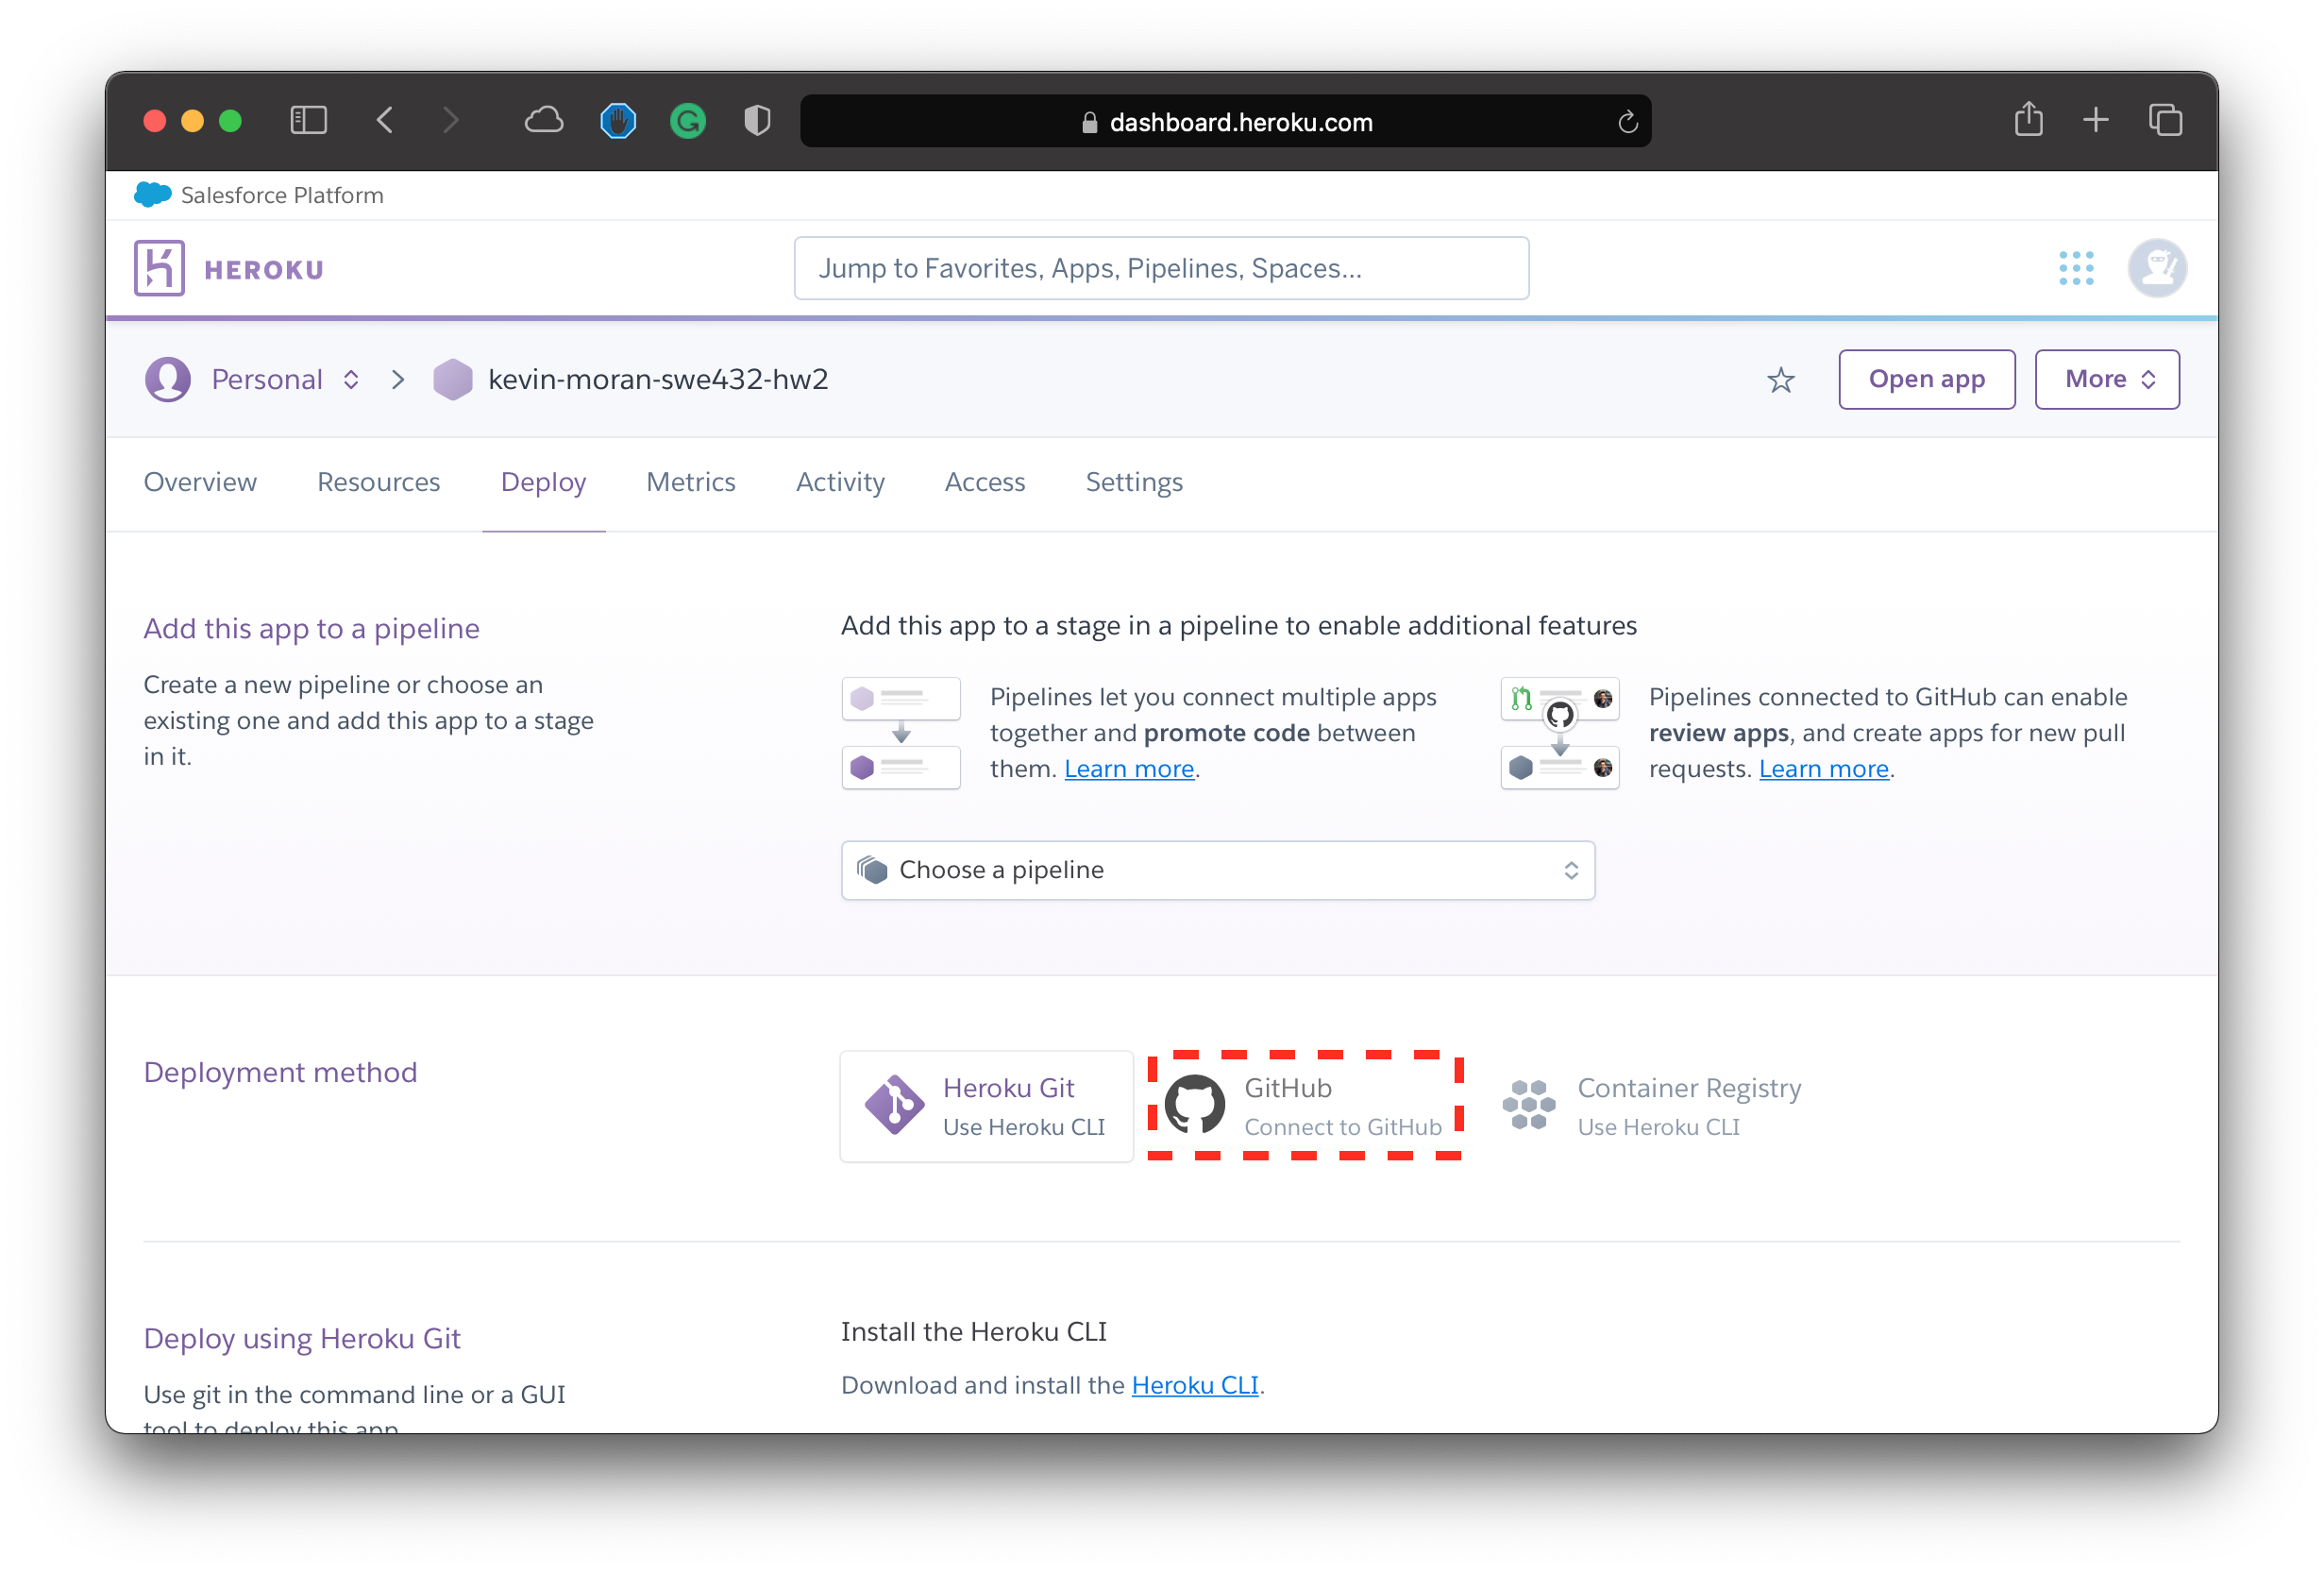 dashboard.heroku.com
Salesforce Platform
HEROKU
Jump to Favorites, Apps, Pipelines, Spaces...
Personal
kevin-moran-swe432-hw2
Open app
More
Overview
Resources
Deploy
Metrics
Activity
Access
Settings
Add this app to a pipeline
Create a new pipeline or choose an
existing one and add this app to a stage
in it.
Add this app to a stage in a pipeline to enable additional features
Pipelines let you connect multiple apps
together and promote code between
them. Learn more.
Pipelines connected to GitHub can enable
review apps, and create apps for new pull
requests. Learn more.
Choose a pipeline
Deployment method
Heroku Git
Use Heroku CLI
GitHub
Connect to GitHub
Container Registry
Use Heroku CLI
Deploy using Heroku Git
Use git in the command line or a GUI
tool to deploy this app
Install the Heroku CLI
Download and install the Heroku CLI.